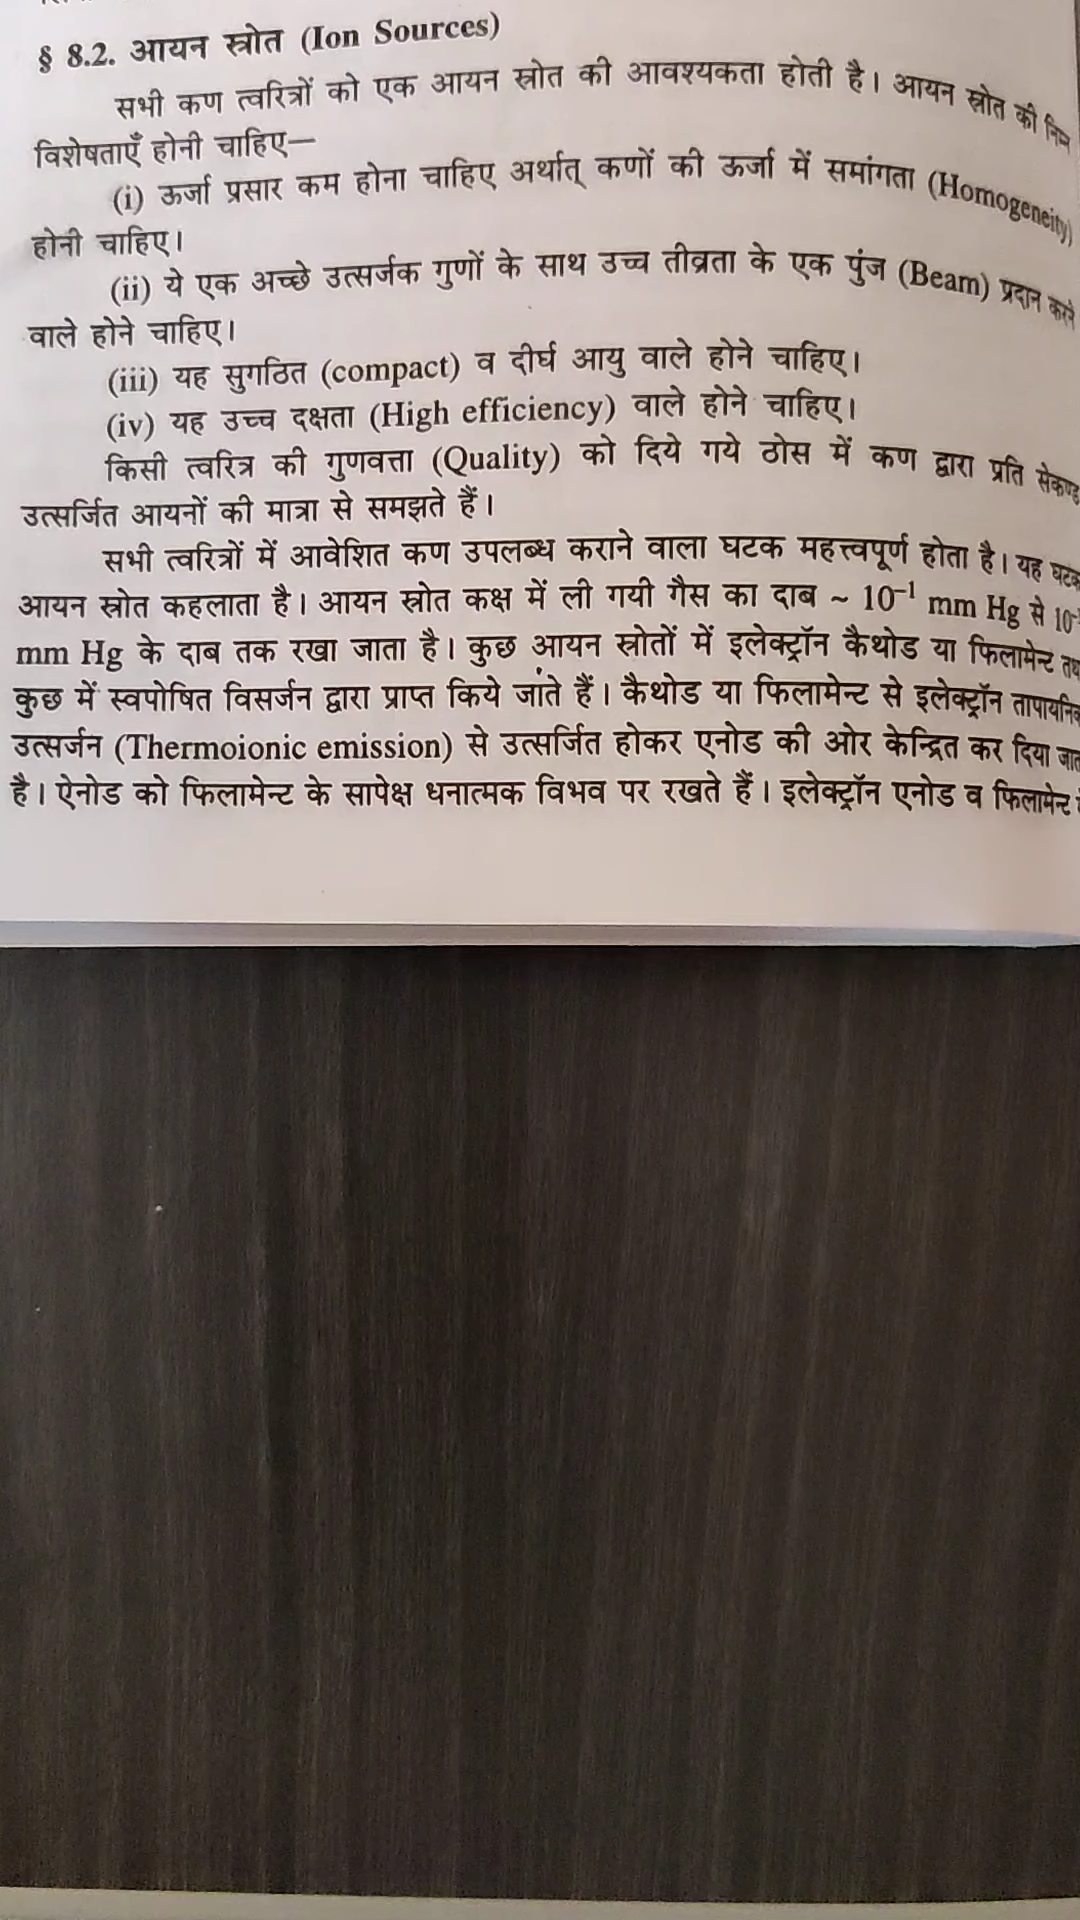 § 8.2. आयन स्त्रोत (Ion Sources)
सभी कण त्वरित्रों को एक आयन स्रोत की आवश्यकता होती है। आयन स्रोत की निम्न
विशेषताएँ होनी चाहिए—
(i) ऊर्जा प्रसार कम होना चाहिए अर्थात् कणों की ऊर्जा में समांगता (Homogeneity)
होनी चाहिए।
(ii) ये एक अच्छे उत्सर्जक गुणों के साथ उच्च तीव्रता के एक पुंज (Beam) प्रदान करने
वाले होने चाहिए।
(iii) यह सुगठित (compact) व दीर्घ आयु वाले होने चाहिए।
(iv) यह उच्च दक्षता (High efficiency) वाले होने चाहिए।
किसी त्वरित्र की गुणवत्ता (Quality) को दिये गये ठोस में कण द्वारा प्रति सेकण्ड
उत्सर्जित आयनों की मात्रा से समझते हैं।
सभी त्वरित्रों में आवेशित कण उपलब्ध कराने वाला घटक महत्त्वपूर्ण होता है। यह घटक
आयन स्रोत कहलाता है। आयन स्रोत कक्ष में ली गयी गैस का दाब ~ 10⁻¹ mm Hg से
mm Hg के दाब तक रखा जाता है। कुछ आयन स्रोतों में इलेक्ट्रॉन कैथोड या फिलामेन्ट
कुछ में स्वपोषित विसर्जन द्वारा प्राप्त किये जाते हैं। कैथोड या फिलामेन्ट से इलेक्ट्रॉन तापायनिक
उत्सर्जन (Thermoionic emission) से उत्सर्जित होकर एनोड की ओर केन्द्रित कर दिया
है। ऐनोड को फिलामेन्ट के सापेक्ष धनात्मक विभव पर रखते हैं। इलेक्ट्रॉन एनोड व फिलामेन्ट